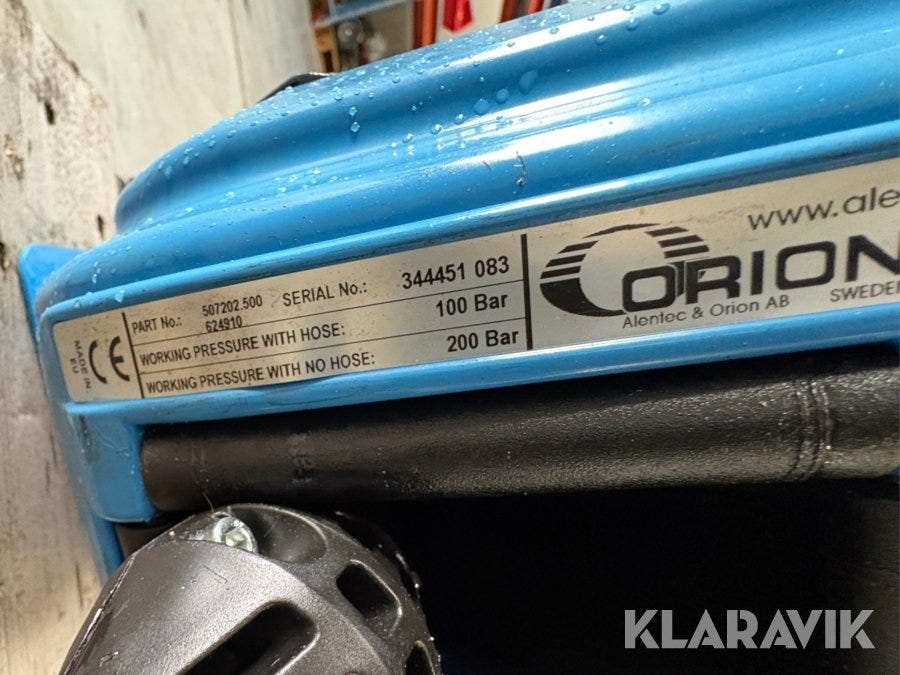 MADE IN EU
CE
PART No.: 507202.500 SERIAL No.: 344451 083
624910
WORKING PRESSURE WITH HOSE: 100 Bar
WORKING PRESSURE WITH NO HOSE: 200 Bar
www.ale
ORION
Alentec & Orion AB SWEDEN
KLARAVIK